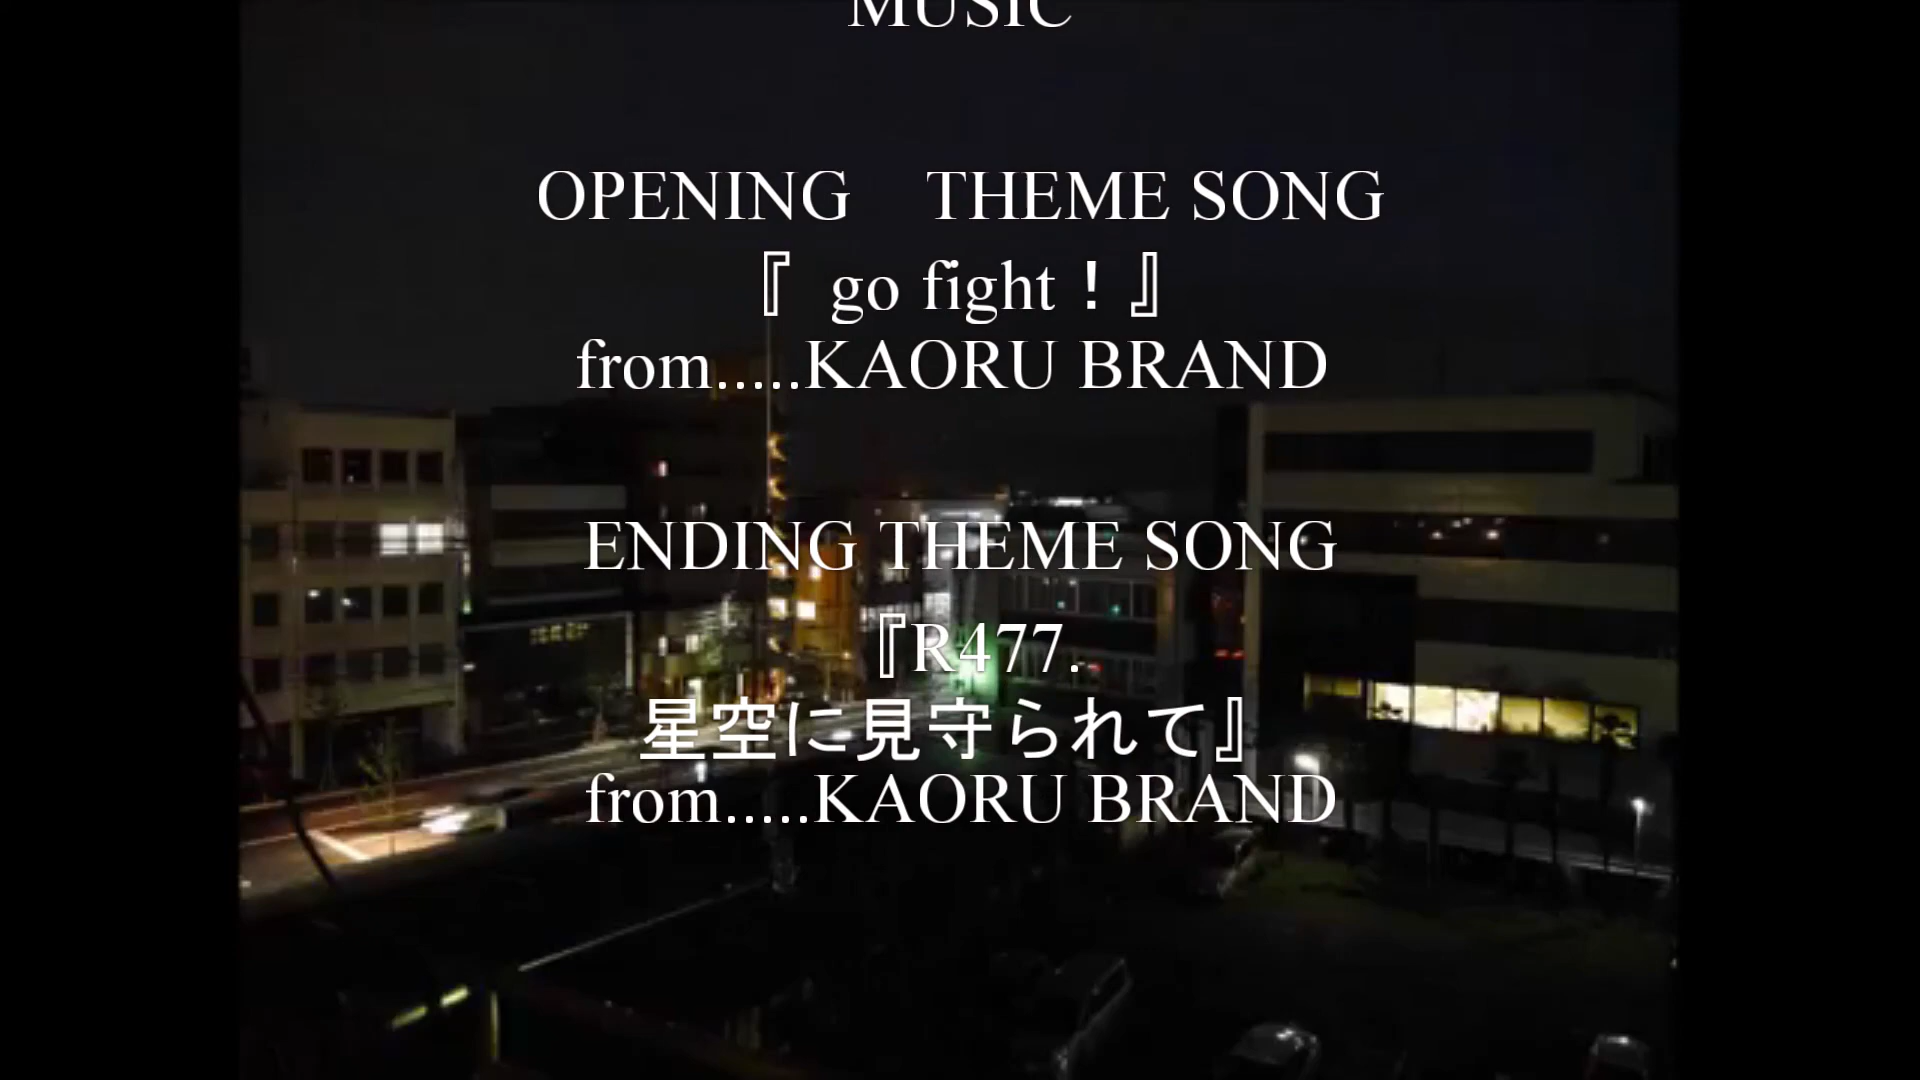 MUSIC
OPENING　THEME SONG
『 go fight！』
from.....KAORU BRAND
ENDING THEME SONG
『R477.
星空に見守られて』
from.....KAORU BRAND